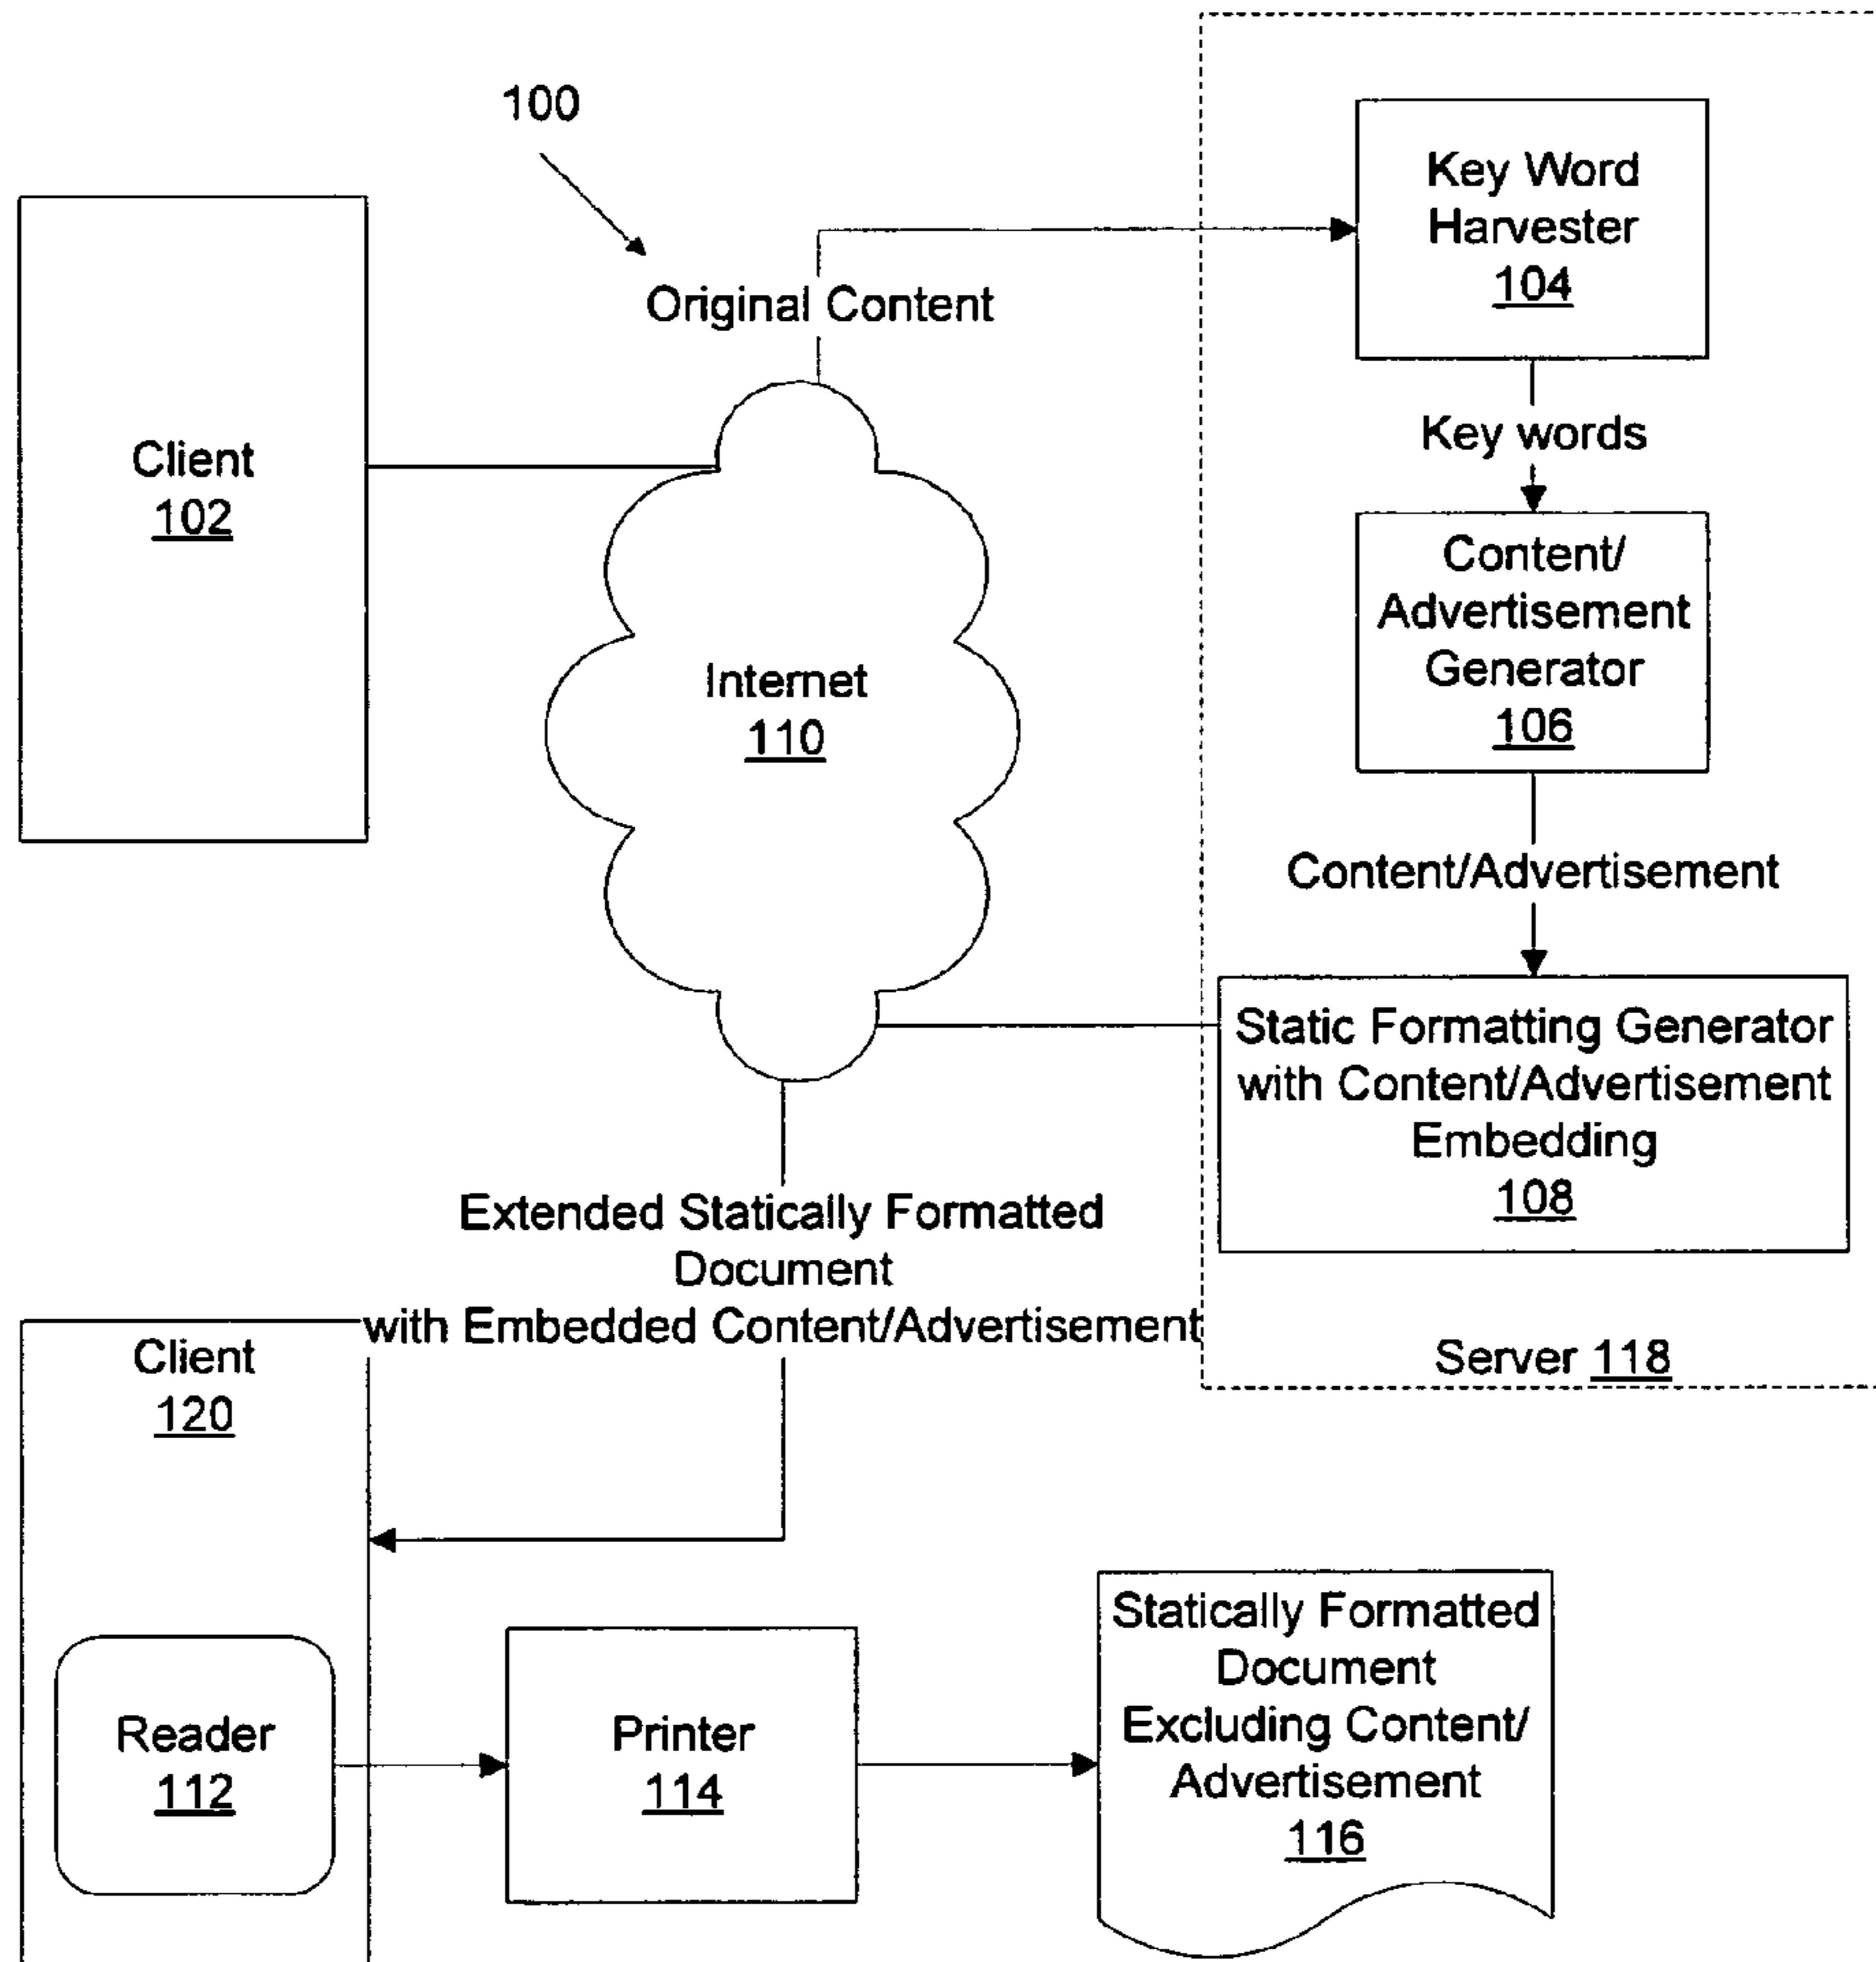 100
Original Content
Client
102
Key Word
Harvester
104
Key words
Content/
Advertisement
Generator
106
Internet
110
Content/Advertisement
Static Formatting Generator
with Content/Advertisement
Embedding
108
Server 118
Extended Statically Formatted
Document
with Embedded Content/Advertisement
Client
120
Reader
112
Printer
114
Statically Formatted
Document
Excluding Content/
Advertisement
116